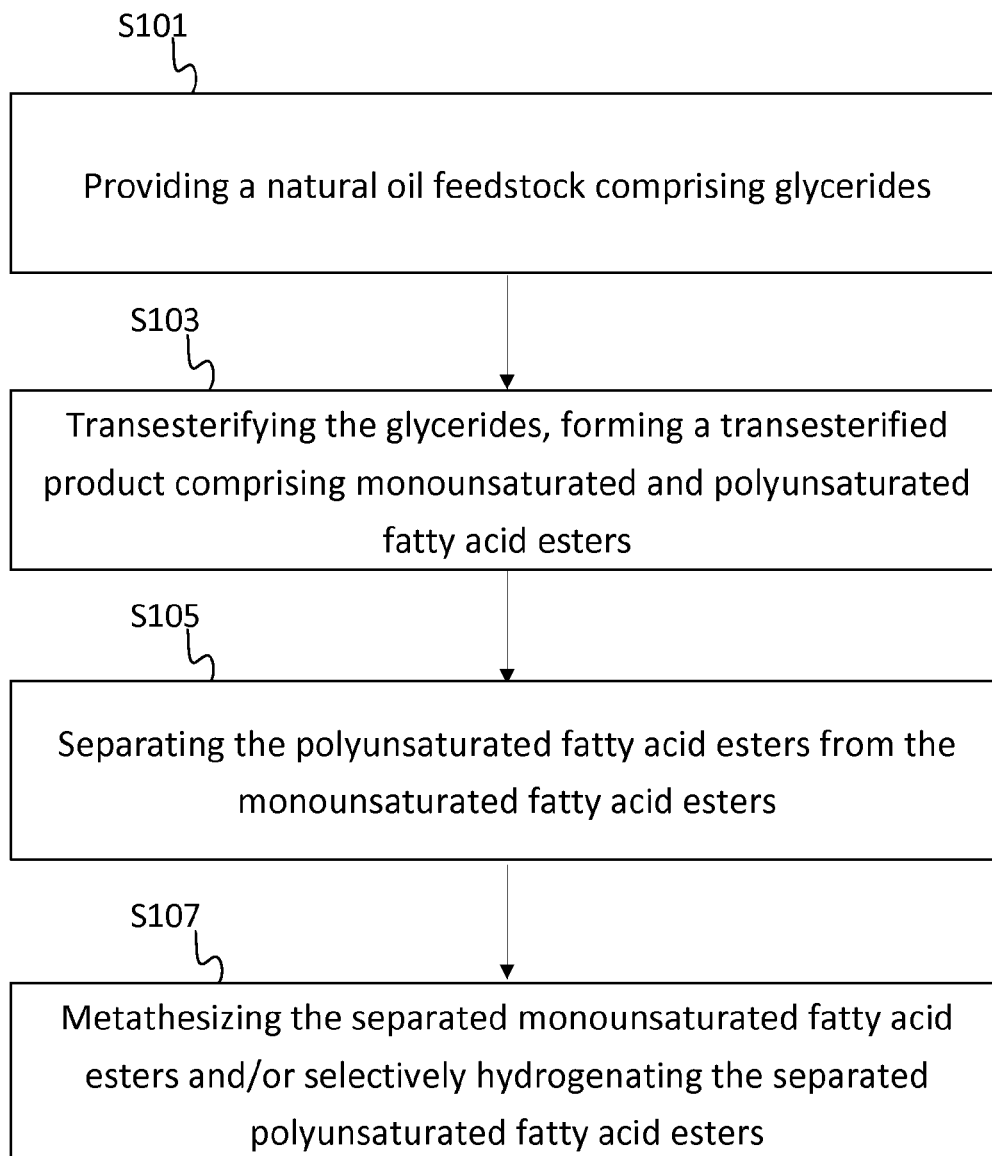 S101
Providing a natural oil feedstock comprising glycerides
S103
Transesterifying the glycerides, forming a transesterified
product comprising monounsaturated and polyunsaturated
fatty acid esters
S105
Separating the polyunsaturated fatty acid esters from the
monounsaturated fatty acid esters
S107
Metathesizing the separated monounsaturated fatty acid
esters and/or selectively hydrogenating the separated
polyunsaturated fatty acid esters